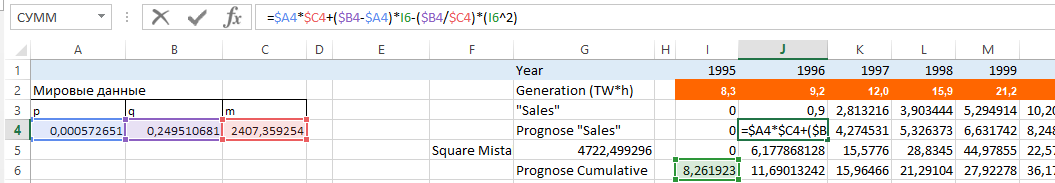 СУММ fx =$A4*$C4+($B4-$A4)*I6-($B4/$C4)*(I6^2)
A B C D E F G H I J K L M
1 Year 1995 1996 1997 1998 1999
2 Мировые данные Generation (TW*h) 8,3 9,2 12,0 15,9 21,2
3 p q m "Sales" 0 0,9 2,813216 3,903444 5,294914 10,20
4 0,000572651 0,249510681 2407,359254 Prognose "Sales" 0 =$A4*$C4+($B 4,274531 5,326373 6,631742 8,248
5 Square Mista 4722,499296 0 6,177868128 15,5776 28,8345 44,97855 22,57
6 Prognose Cumulative 8,261923 11,69013242 15,96466 21,29104 27,92278 36,17